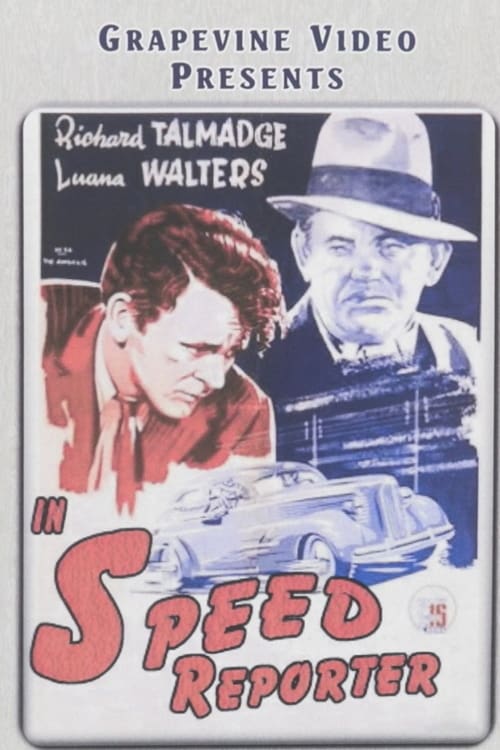 GRAPEVINE VIDEO
PRESENTS
Richard TALMADGE
Luana WALTERS
IN
SPEED
REPORTER